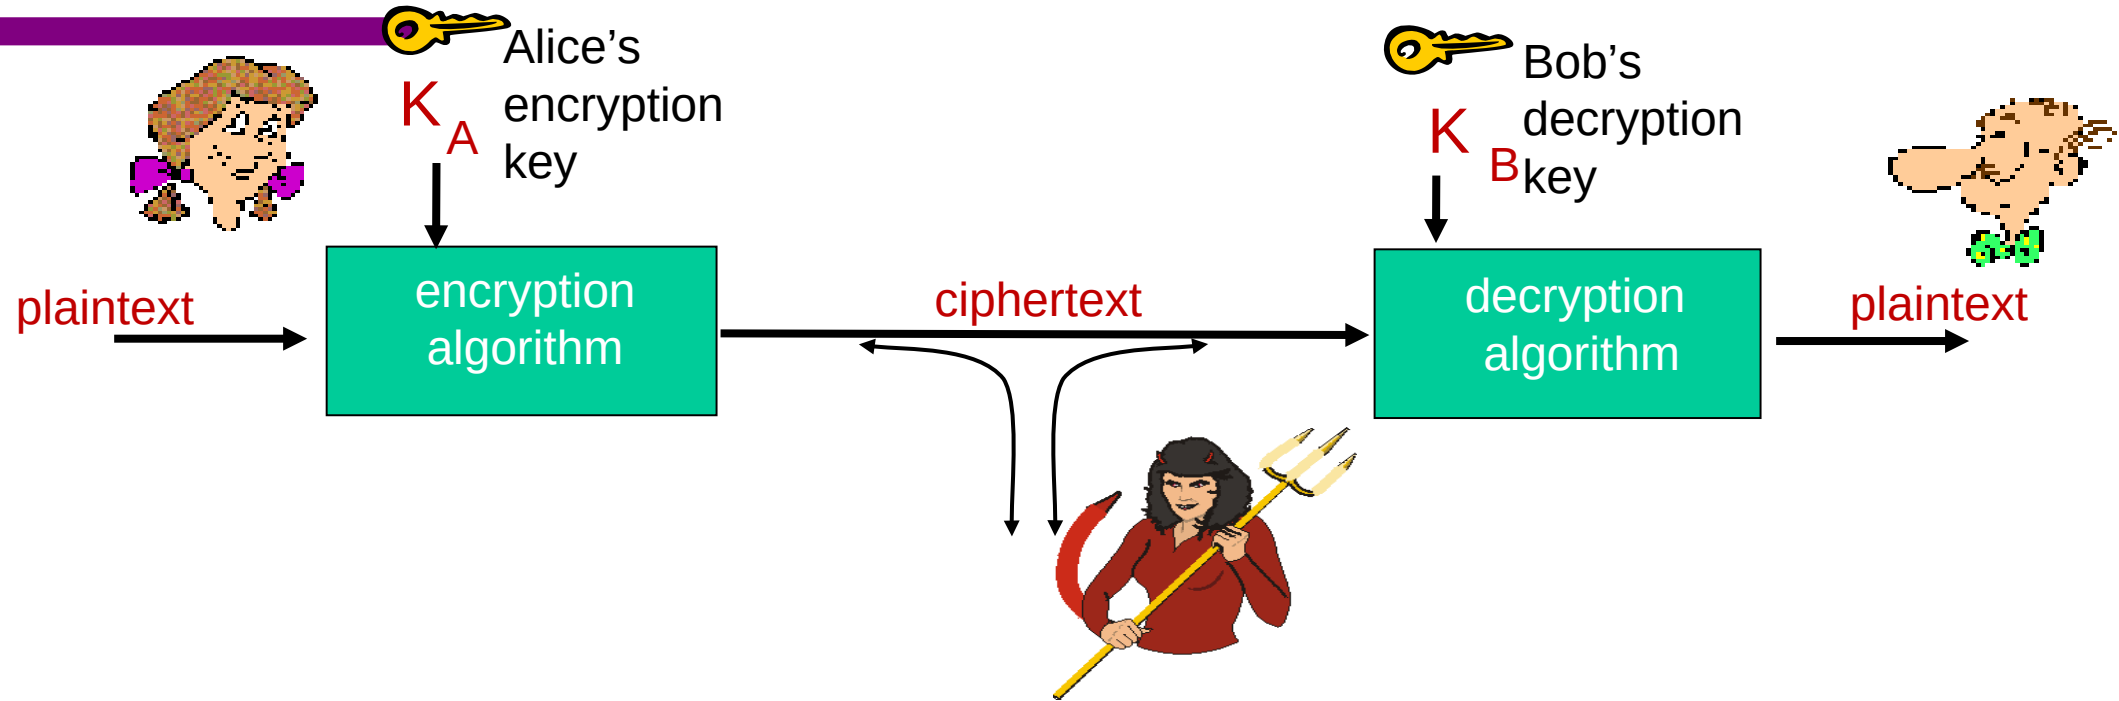 Alice’s
encryption
key
K A
Bob’s
decryption
key
K B
plaintext
encryption
algorithm
ciphertext
decryption
algorithm
plaintext